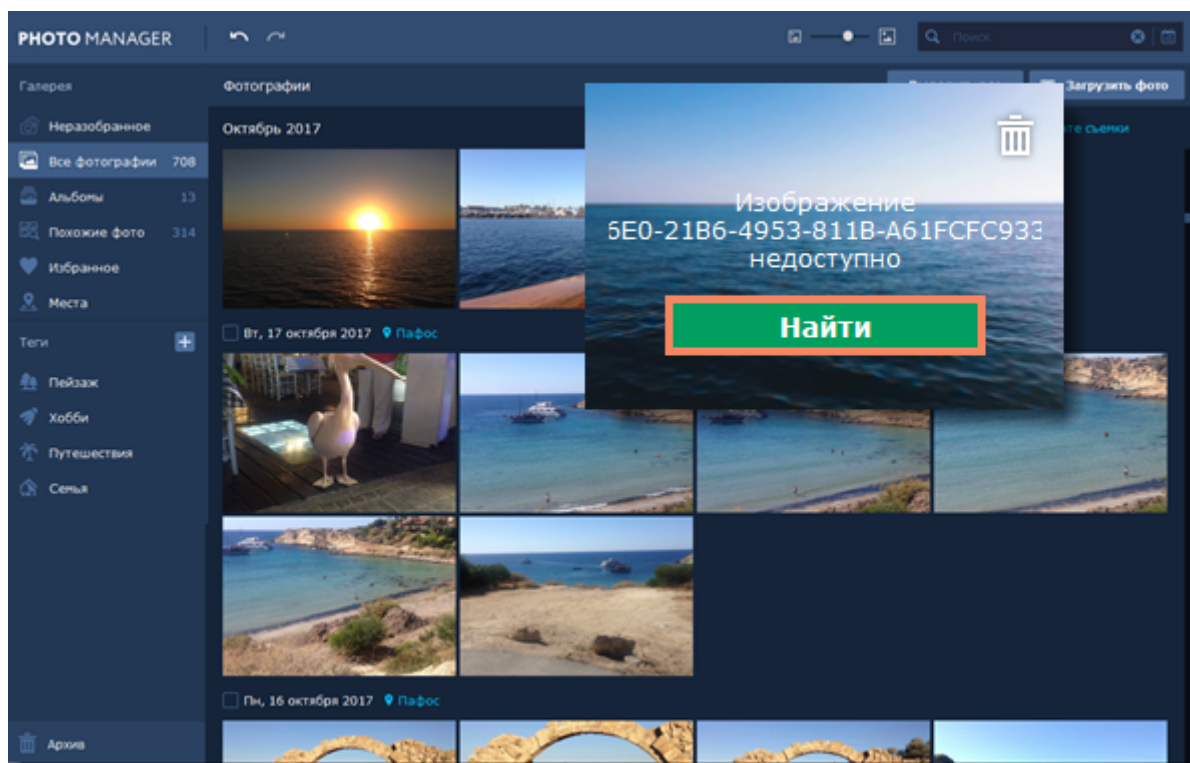 PHOTO MANAGER
Поиск
Галерея
Фотографии
Загрузить фото
Неразобранное
Октябрь 2017
съемки
Все фотографии 708
Альбомы 13
Похожие фото 314
Избранное
Места
Изображение
6E0-21B6-4953-811B-A61FCFC933
недоступно
Найти
Вт, 17 октября 2017 Пафос
Теги
Пейзаж
Хобби
Путешествия
Семья
Пн, 16 октября 2017 Пафос
Архив